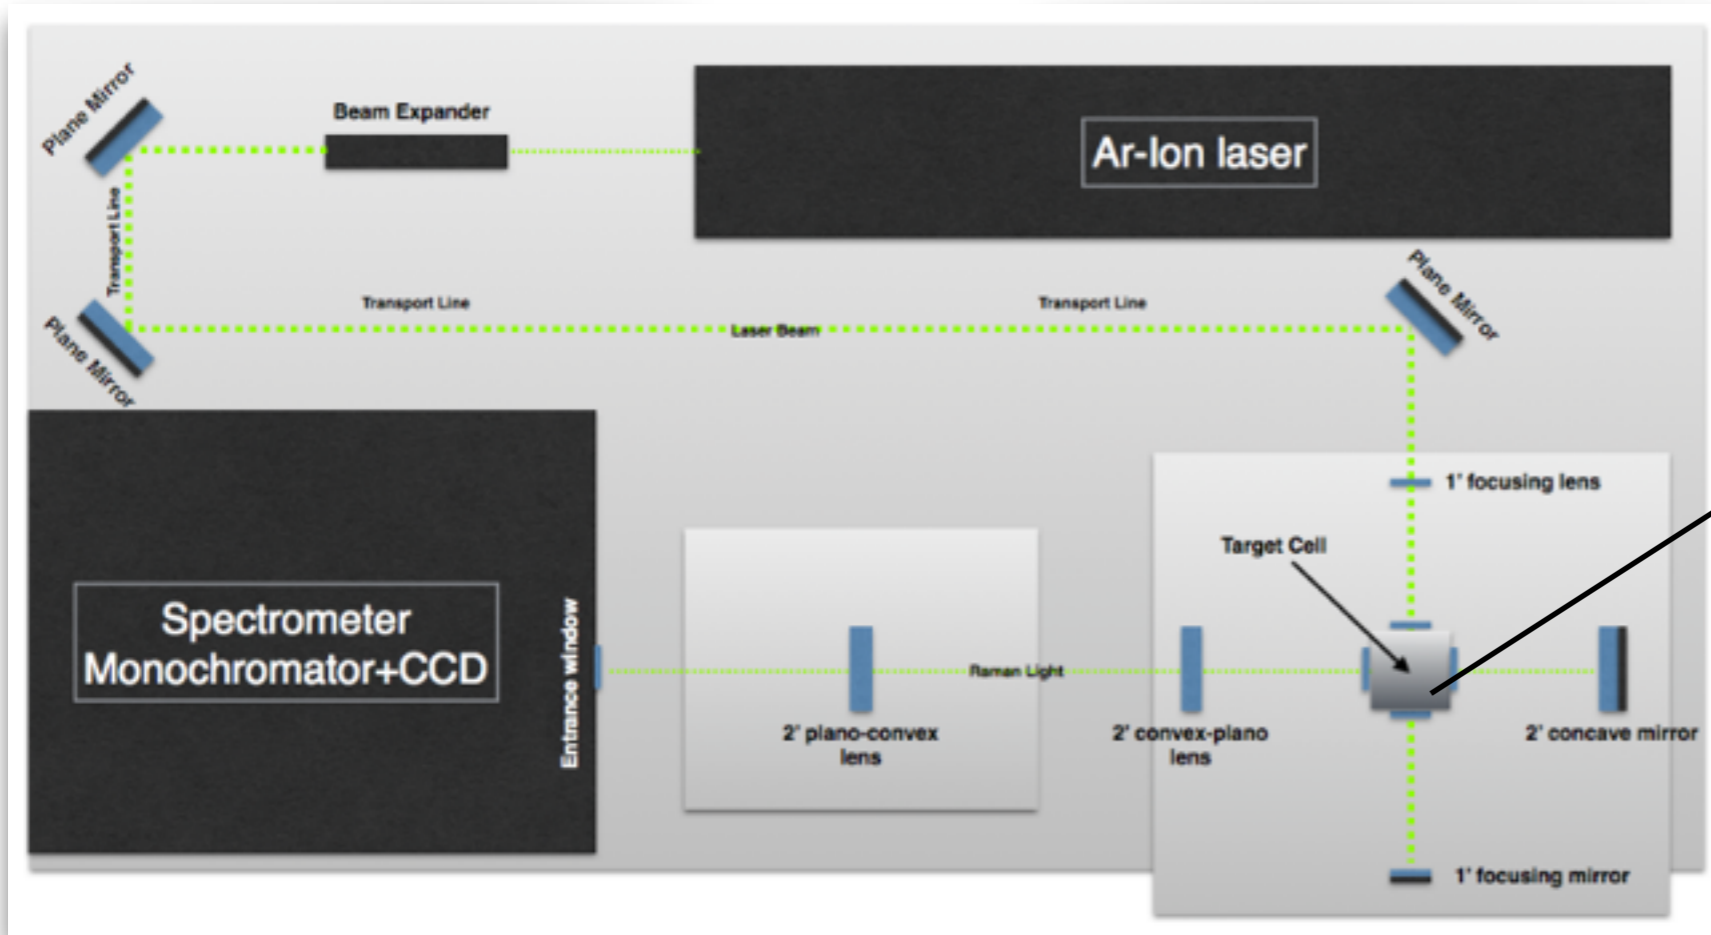 Plane Mirror
Beam Expander
Ar-Ion laser
Transport Line
Plane Mirror
Transport Line
Transport Line
Laser Beam
Plane Mirror
1' focusing lens
Target Cell
Spectrometer
Monochromator+CCD
Entrance window
Raman Light
2' plano-convex
lens
2' convex-plano
lens
2' concave mirror
1' focusing mirror